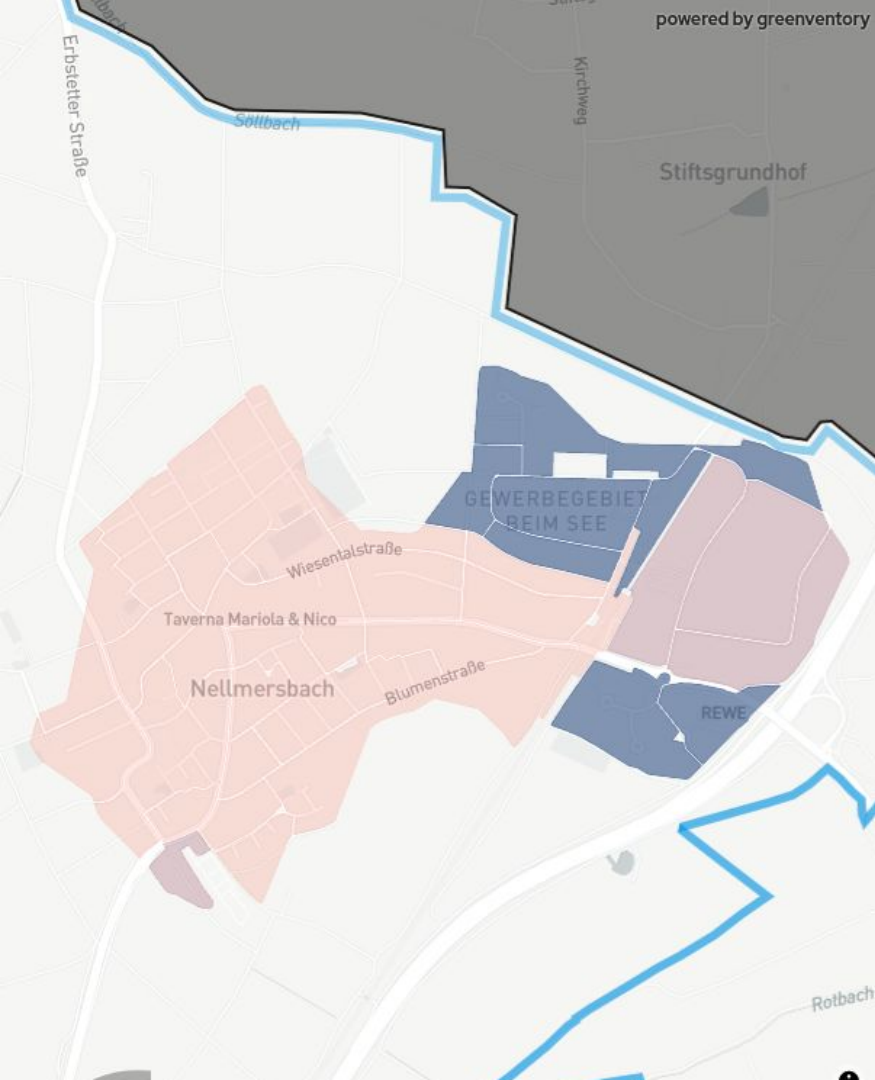 powered by greenventory
Kirchweg
Erbstetter Straße
Söllbach
Stiftsgrundhof
GEWERBEGEBIET
BEIM SEE
Wiesentalstraße
Taverna Mariola & Nico
Nellmersbach
Blumenstraße
REWE
Rotbach